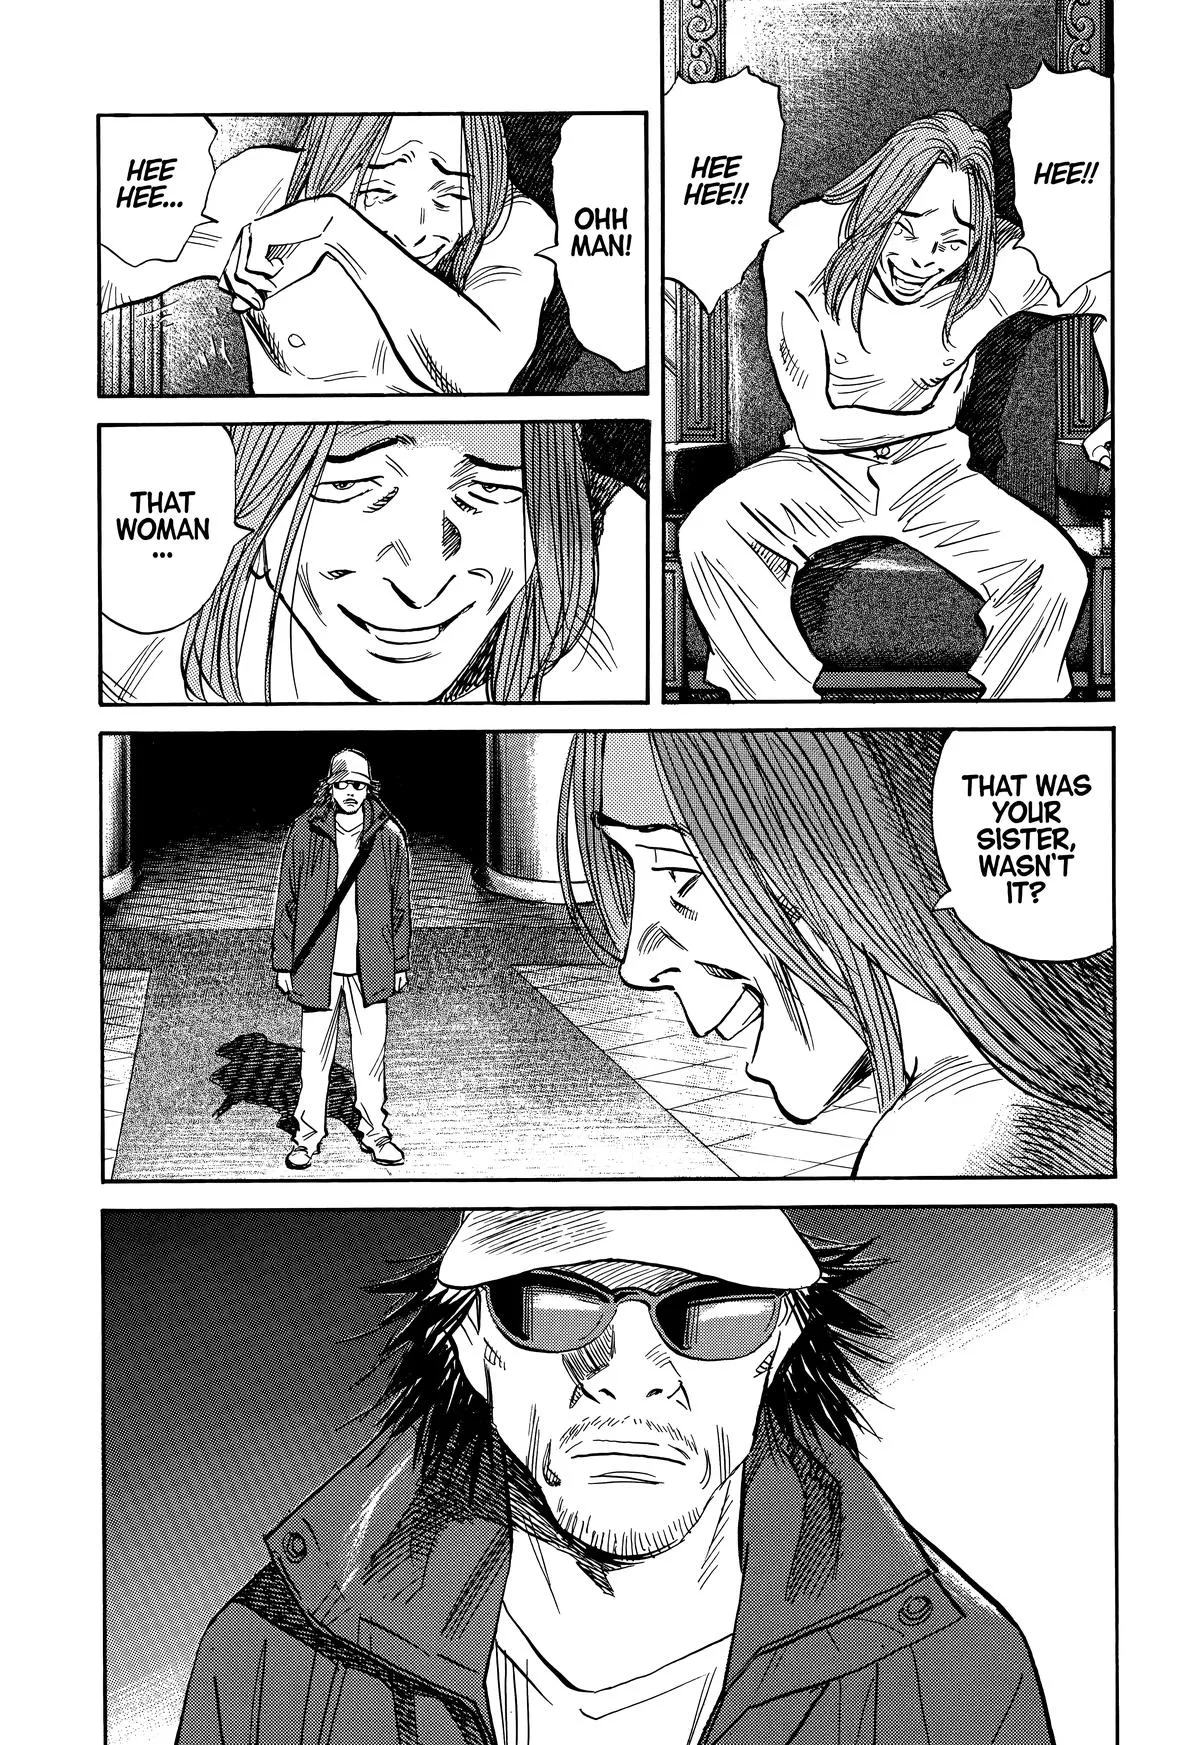 HEE!!
HEE
HEE!!
OHH
MAN!
HEE
HEE...
THAT
WOMAN
...
THAT WAS
YOUR
SISTER,
WASN'T
IT?